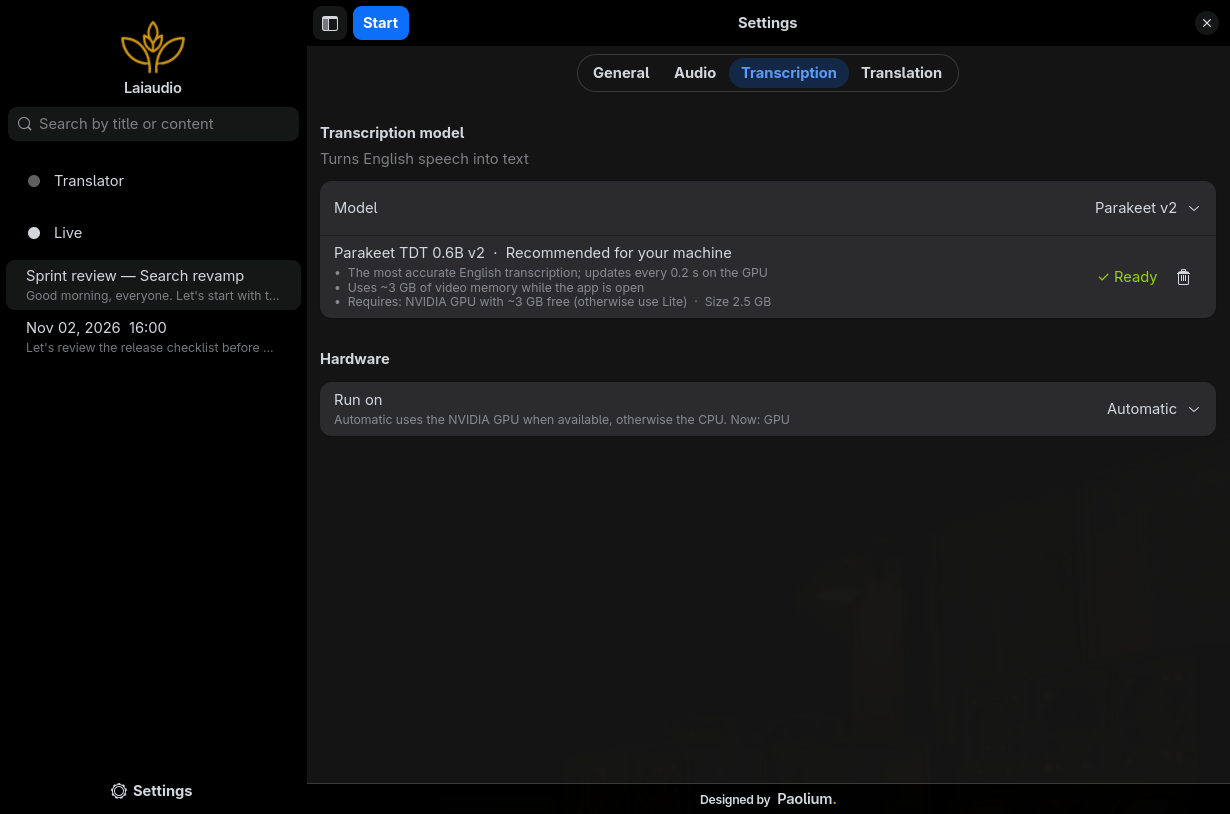 Laiaudio
Search by title or content
Translator
Live
Sprint review — Search revamp
Good morning, everyone. Let's start with t...
Nov 02, 2026  16:00
Let's review the release checklist before ...
Settings
Start
Settings
General
Audio
Transcription
Translation
Transcription model
Turns English speech into text
Model
Parakeet v2
Parakeet TDT 0.6B v2  ·  Recommended for your machine
•  The most accurate English transcription; updates every 0.2 s on the GPU
•  Uses ~3 GB of video memory while the app is open
•  Requires: NVIDIA GPU with ~3 GB free (otherwise use Lite)  ·  Size 2.5 GB
✓ Ready
Hardware
Run on
Automatic uses the NVIDIA GPU when available, otherwise the CPU. Now: GPU
Automatic
Designed by Paolium.